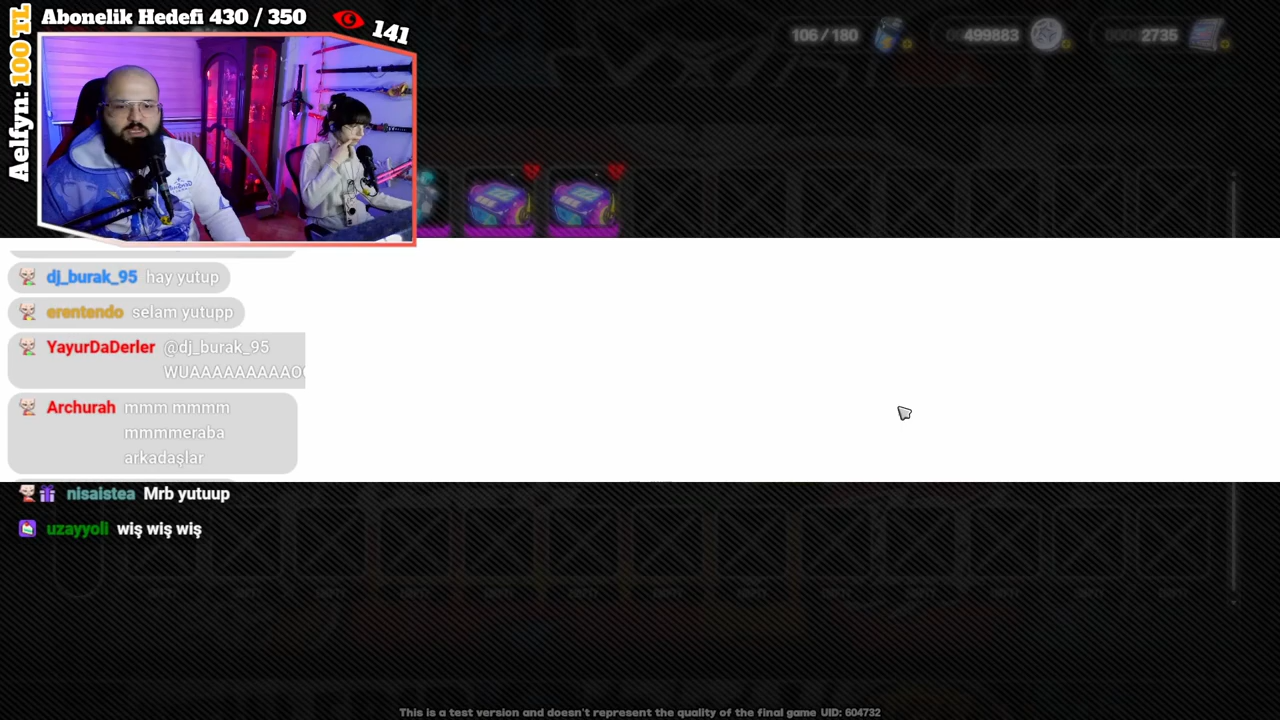 Abonelik Hedefi 430 / 350
141
Aelfyn: 100 TL
106 / 180
499883
2735
dj_burak_95 hay yutup
erentendo selam yutupp
YayurDaDerler @dj_burak_95
WUAAAAAAAAAO
Archurah mmm mmmm
mmmmeraba
arkadaşlar
nisaistea Mrb yutuup
uzayyoli wiş wiş wiş
This is a test version and doesn't represent the quality of the final game UID: 604732